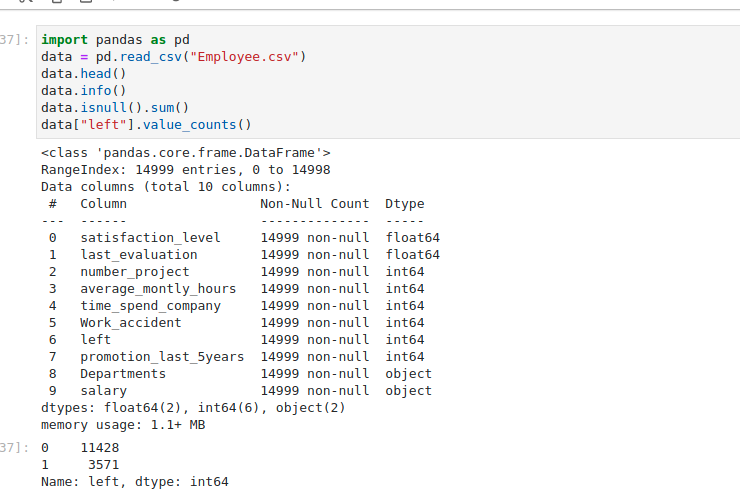 37]:
import pandas as pd
data = pd.read_csv("Employee.csv")
data.head()
data.info()
data.isnull().sum()
data["left"].value_counts()
<class 'pandas.core.frame.DataFrame'>
RangeIndex: 14999 entries, 0 to 14998
Data columns (total 10 columns):
 #   Column                 Non-Null Count  Dtype
---  ------                 --------------  -----
 0   satisfaction_level     14999 non-null  float64
 1   last_evaluation        14999 non-null  float64
 2   number_project         14999 non-null  int64
 3   average_montly_hours   14999 non-null  int64
 4   time_spend_company     14999 non-null  int64
 5   Work_accident          14999 non-null  int64
 6   left                   14999 non-null  int64
 7   promotion_last_5years  14999 non-null  int64
 8   Departments            14999 non-null  object
 9   salary                 14999 non-null  object
dtypes: float64(2), int64(6), object(2)
memory usage: 1.1+ MB
37]:
0    11428
1     3571
Name: left, dtype: int64